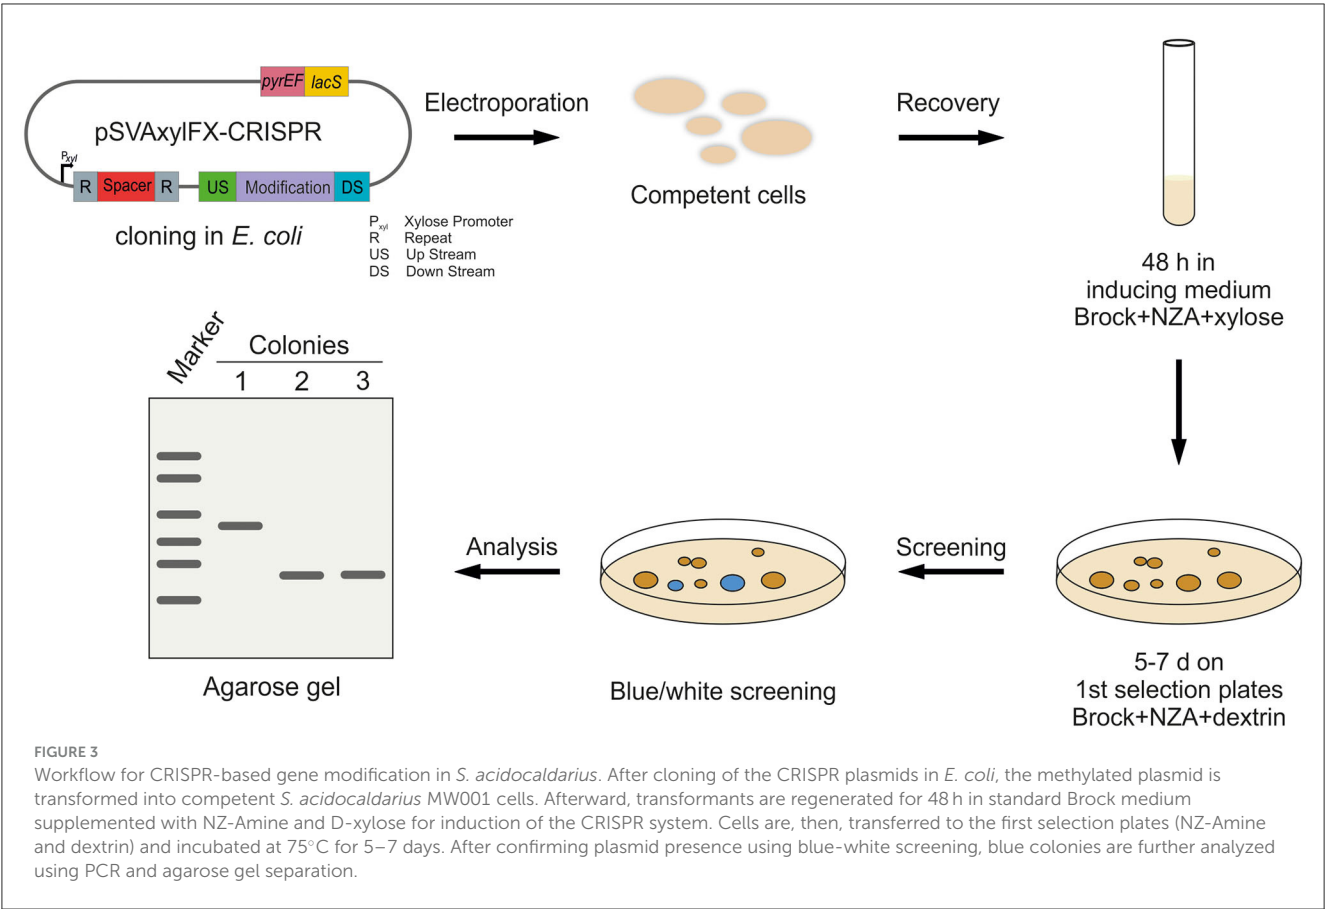 pyrEF lacS
pSVAxylFX-CRISPR
Pxyl
R Spacer R US Modification DS
cloning in E. coli
Pxyl Xylose Promoter
R Repeat
US Up Stream
DS Down Stream
Electroporation
Competent cells
Recovery
48 h in
inducing medium
Brock+NZA+xylose
5-7 d on
1st selection plates
Brock+NZA+dextrin
Screening
Blue/white screening
Analysis
Marker
Colonies
1 2 3
Agarose gel
FIGURE 3
Workflow for CRISPR-based gene modification in S. acidocaldarius. After cloning of the CRISPR plasmids in E. coli, the methylated plasmid is
transformed into competent S. acidocaldarius MW001 cells. Afterward, transformants are regenerated for 48 h in standard Brock medium
supplemented with NZ-Amine and D-xylose for induction of the CRISPR system. Cells are, then, transferred to the first selection plates (NZ-Amine
and dextrin) and incubated at 75°C for 5–7 days. After confirming plasmid presence using blue-white screening, blue colonies are further analyzed
using PCR and agarose gel separation.